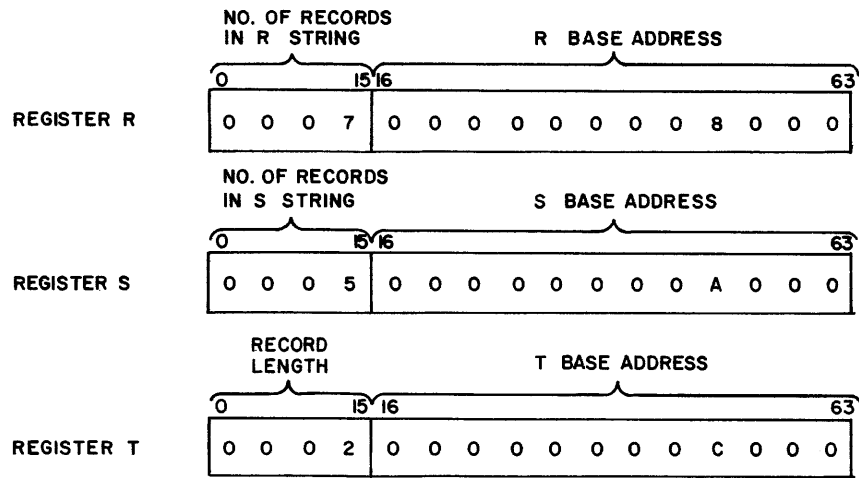 NO. OF RECORDS
IN R STRING R BASE ADDRESS
0 15 16 63
REGISTER R 0 0 0 7 0 0 0 0 0 0 0 0 8 0 0 0
NO. OF RECORDS
IN S STRING S BASE ADDRESS
0 15 16 63
REGISTER S 0 0 0 5 0 0 0 0 0 0 0 0 A 0 0 0
RECORD
LENGTH T BASE ADDRESS
0 15 16 63
REGISTER T 0 0 0 2 0 0 0 0 0 0 0 0 C 0 0 0